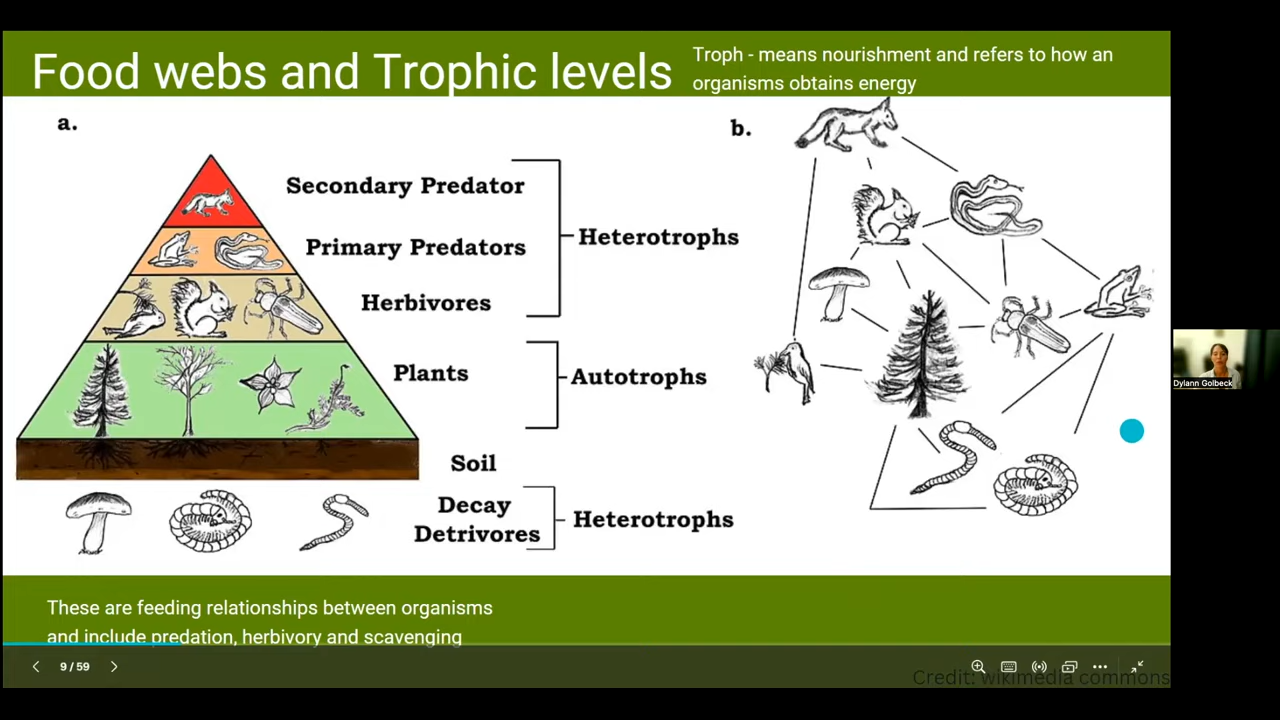 Food webs and Trophic levels
Troph - means nourishment and refers to how an
organisms obtains energy
a.
b.
Secondary Predator
Primary Predators
Heterotrophs
Herbivores
Plants
Autotrophs
Soil
Decay
Detrivores
Heterotrophs
These are feeding relationships between organisms
and include predation, herbivory and scavenging
9 / 59
Credit: wikimedia commons
Dylann Golbeck